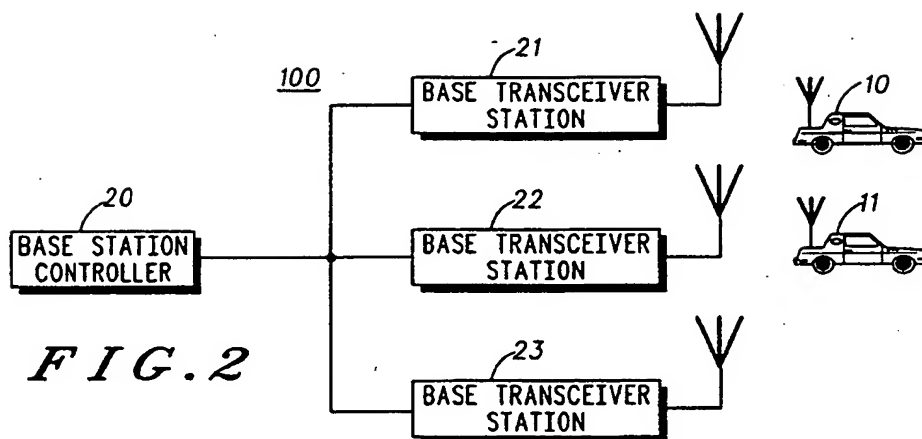 21
100
BASE TRANSCEIVER
STATION
10
20
22
11
BASE STATION
CONTROLLER
BASE TRANSCEIVER
STATION
FIG.2
23
BASE TRANSCEIVER
STATION